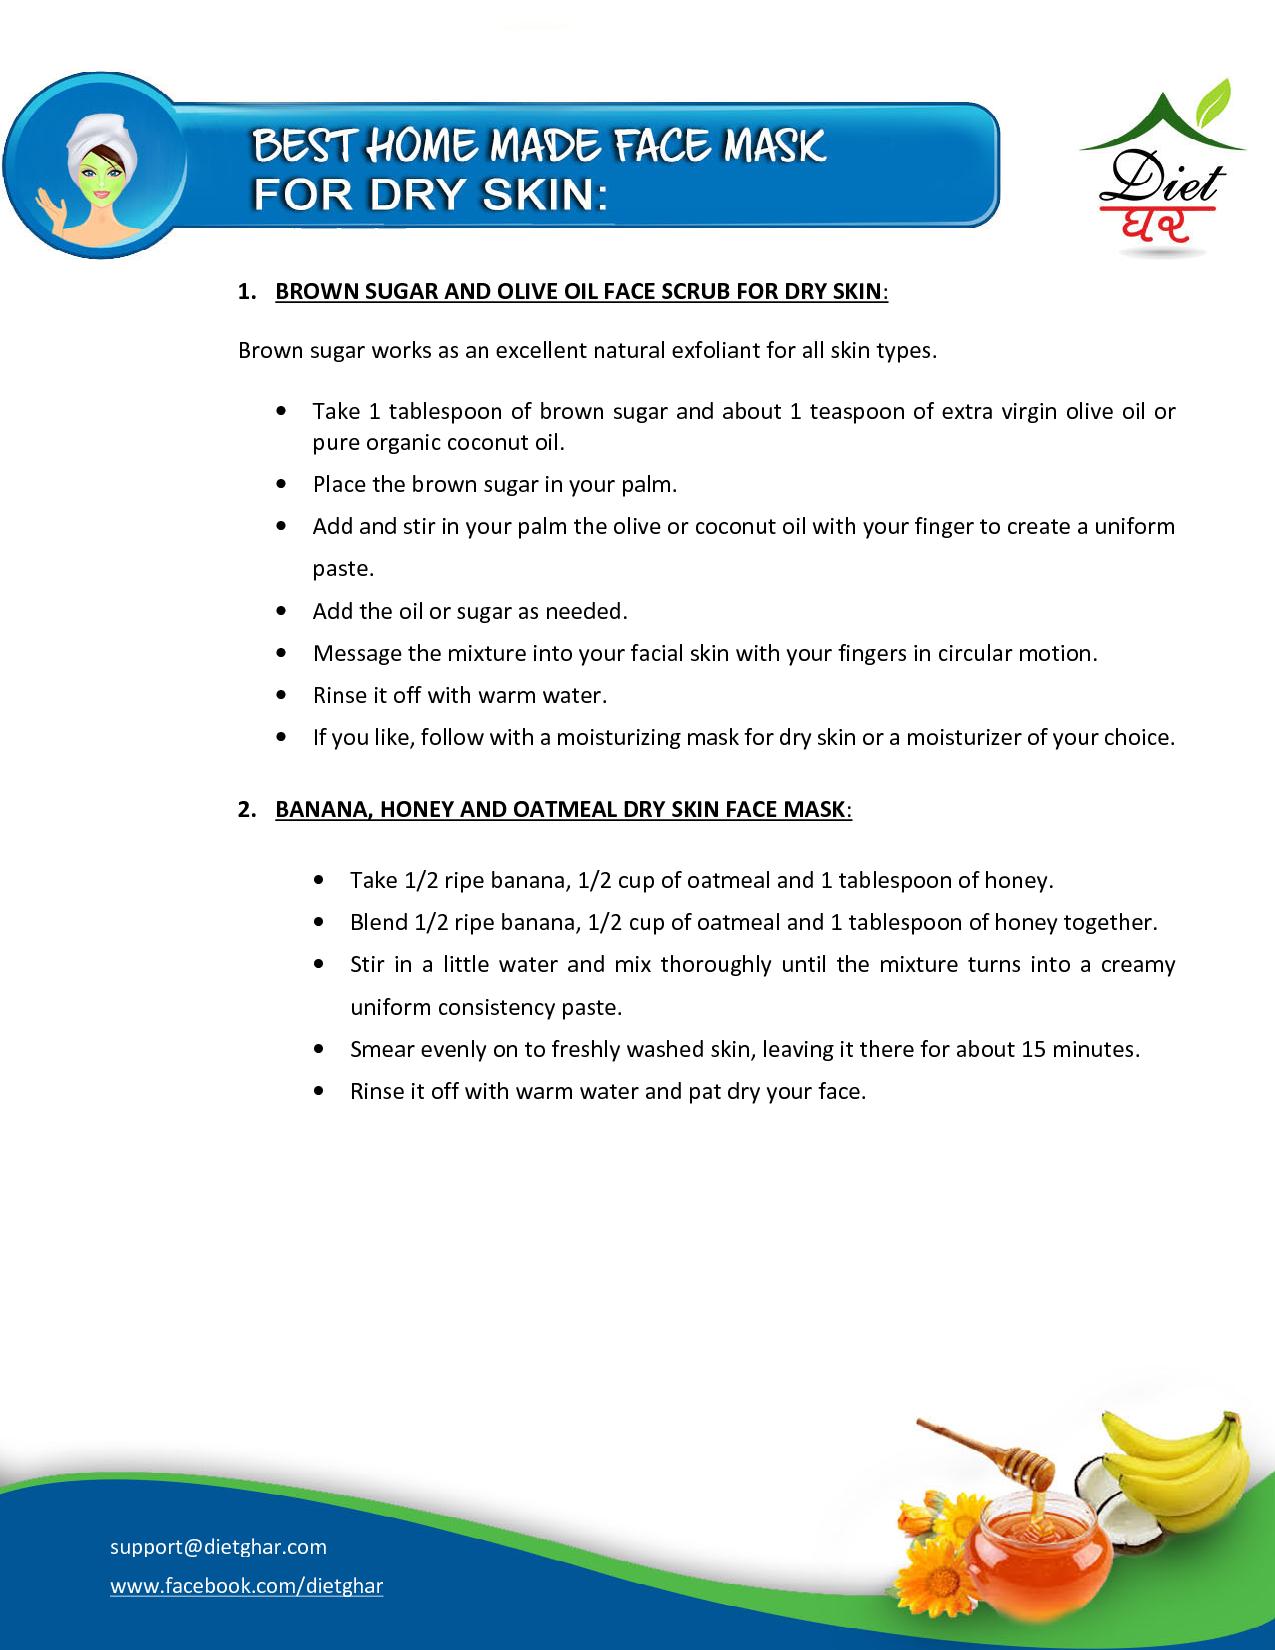 BEST HOME MADE FACE MASK
FOR DRY SKIN:
Diet
ઘર
1. BROWN SUGAR AND OLIVE OIL FACE SCRUB FOR DRY SKIN:
Brown sugar works as an excellent natural exfoliant for all skin types.
• Take 1 tablespoon of brown sugar and about 1 teaspoon of extra virgin olive oil or
pure organic coconut oil.
• Place the brown sugar in your palm.
• Add and stir in your palm the olive or coconut oil with your finger to create a uniform
paste.
• Add the oil or sugar as needed.
• Message the mixture into your facial skin with your fingers in circular motion.
• Rinse it off with warm water.
• If you like, follow with a moisturizing mask for dry skin or a moisturizer of your choice.
2. BANANA, HONEY AND OATMEAL DRY SKIN FACE MASK:
• Take 1/2 ripe banana, 1/2 cup of oatmeal and 1 tablespoon of honey.
• Blend 1/2 ripe banana, 1/2 cup of oatmeal and 1 tablespoon of honey together.
• Stir in a little water and mix thoroughly until the mixture turns into a creamy
uniform consistency paste.
• Smear evenly on to freshly washed skin, leaving it there for about 15 minutes.
• Rinse it off with warm water and pat dry your face.
support@dietghar.com
www.facebook.com/dietghar